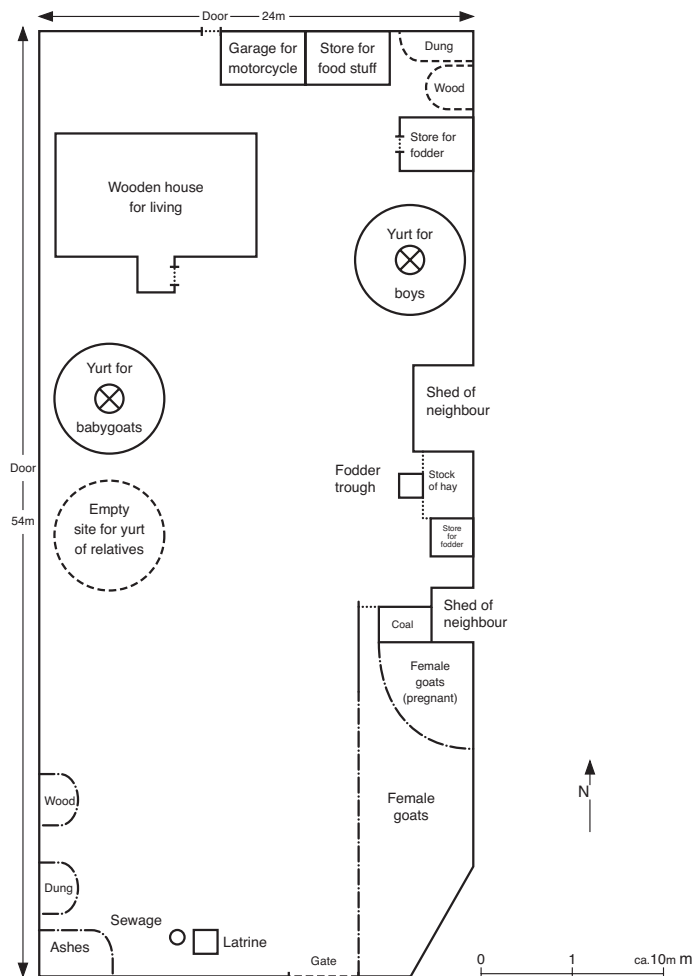 Door 24m
Garage for
motorcycle
Store for
food stuff
Dung
Wood
Store for
fodder
Wooden house
for living
Yurt for
boys
Yurt for
babygoats
Shed of
neighbour
Door
54m
Fodder
trough
Stock
of hay
Empty
site for yurt
of relatives
Store
for
fodder
Shed of
neighbour
Coal
Female
goats
(pregnant)
Female
goats
N
Wood
Dung
Ashes
Sewage
Latrine
Gate
0 1 ca.10m m